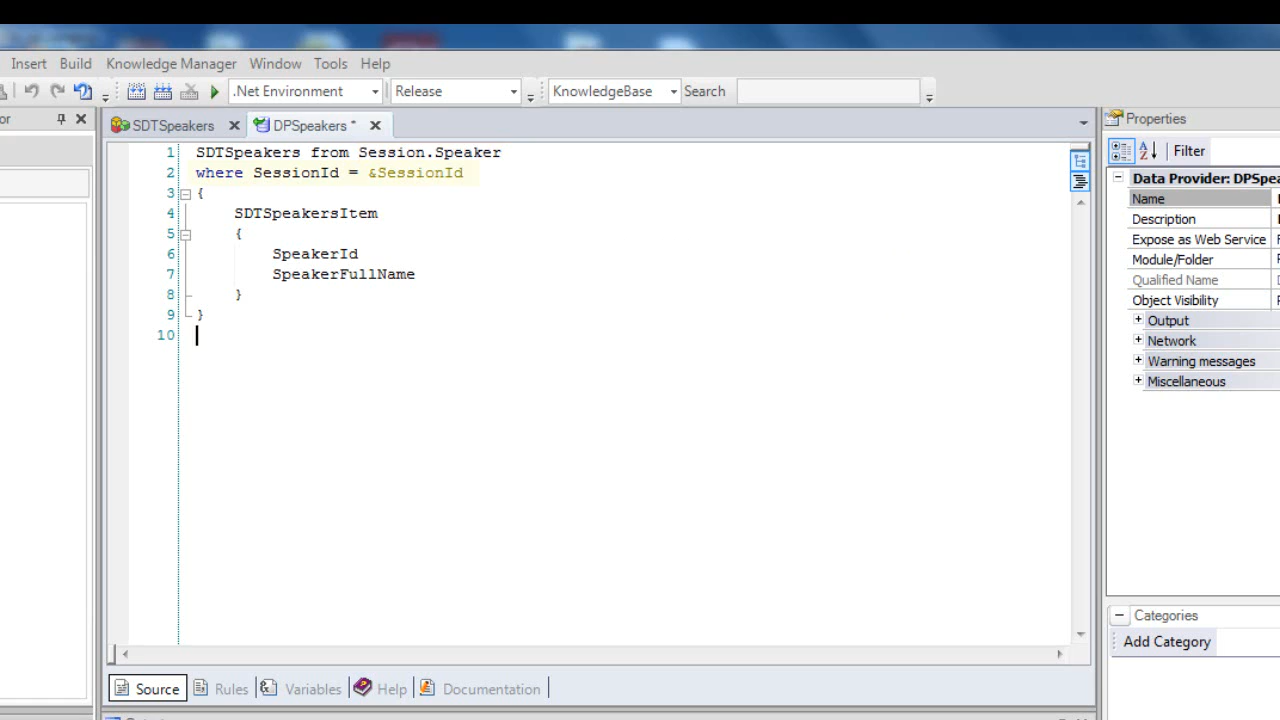 Insert Build Knowledge Manager Window Tools Help
.Net Environment Release KnowledgeBase Search
or SDTSpeakers DPSpeakers * Properties
Filter
1 SDTSpeakers from Session.Speaker
2 where SessionId = &SessionId
3 {
4 SDTSpeakersItem
5 {
6 SpeakerId
7 SpeakerFullName
8 }
9 }
10
Data Provider: DPSpea
Name
Description
Expose as Web Service
Module/Folder
Qualified Name
Object Visibility
Output
Network
Warning messages
Miscellaneous
Categories
Add Category
Source Rules Variables Help Documentation